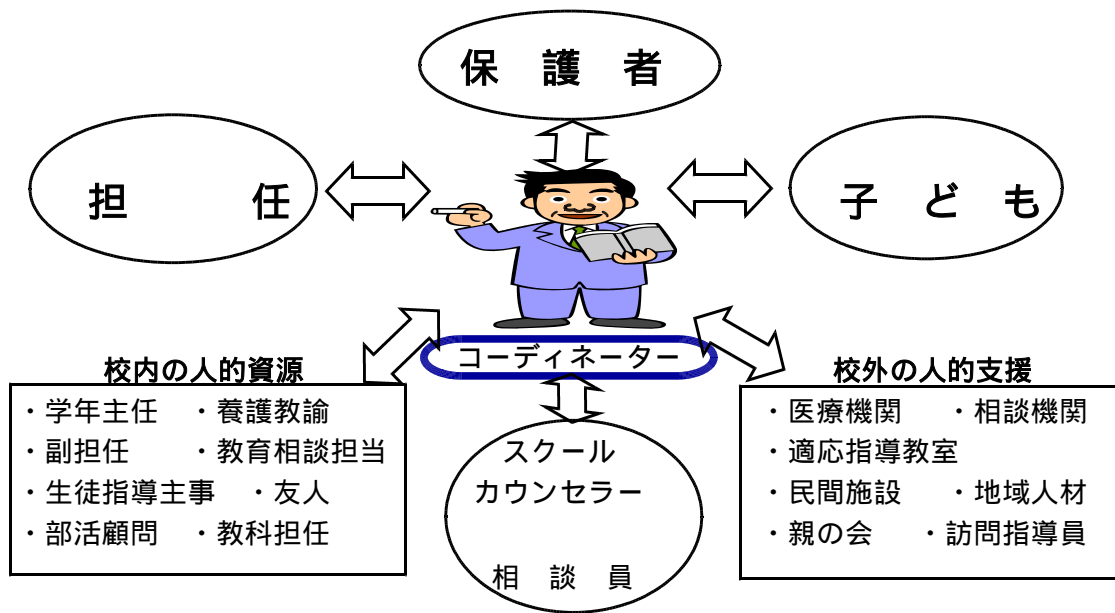 保　護　者
担　　　任
子　ど　も
コーディネーター
校内の人的資源
・学年主任　・養護教諭
・副担任　　・教育相談担当
・生徒指導主事　・友人
・部活顧問　・教科担任
スクール
カウンセラー
相　談　員
校外の人的支援
・医療機関　　・相談機関
・適応指導教室
・民間施設　　・地域人材
・親の会　　・訪問指導員